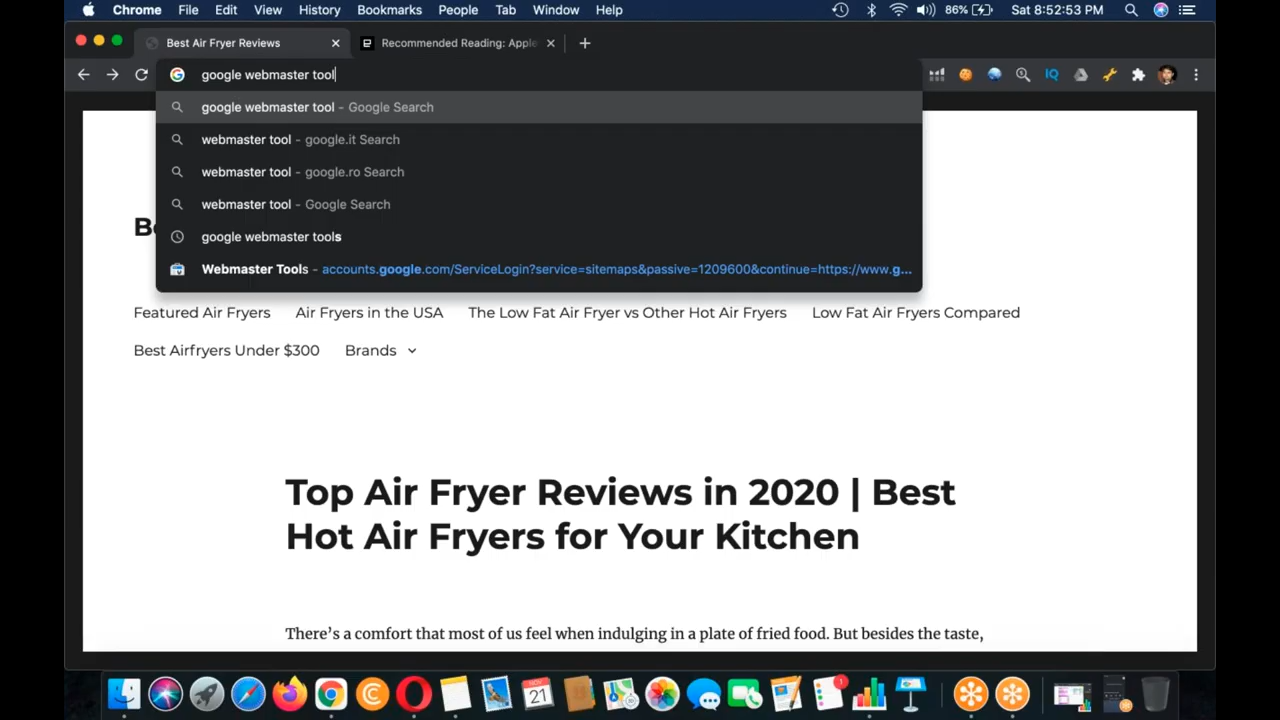 Chrome File Edit View History Bookmarks People Tab Window Help 86% Sat 8:52:53 PM
Best Air Fryer Reviews Recommended Reading: Apple
google webmaster tool
IQ
google webmaster tool - Google Search
webmaster tool - google.it Search
webmaster tool - google.ro Search
webmaster tool - Google Search
google webmaster tools
Webmaster Tools - accounts.google.com/ServiceLogin?service=sitemaps&passive=1209600&continue=https://www.g...
Featured Air Fryers Air Fryers in the USA The Low Fat Air Fryer vs Other Hot Air Fryers Low Fat Air Fryers Compared
Best Airfryers Under $300 Brands
Top Air Fryer Reviews in 2020 | Best
Hot Air Fryers for Your Kitchen
There's a comfort that most of us feel when indulging in a plate of fried food. But besides the taste,
NOV
21
1